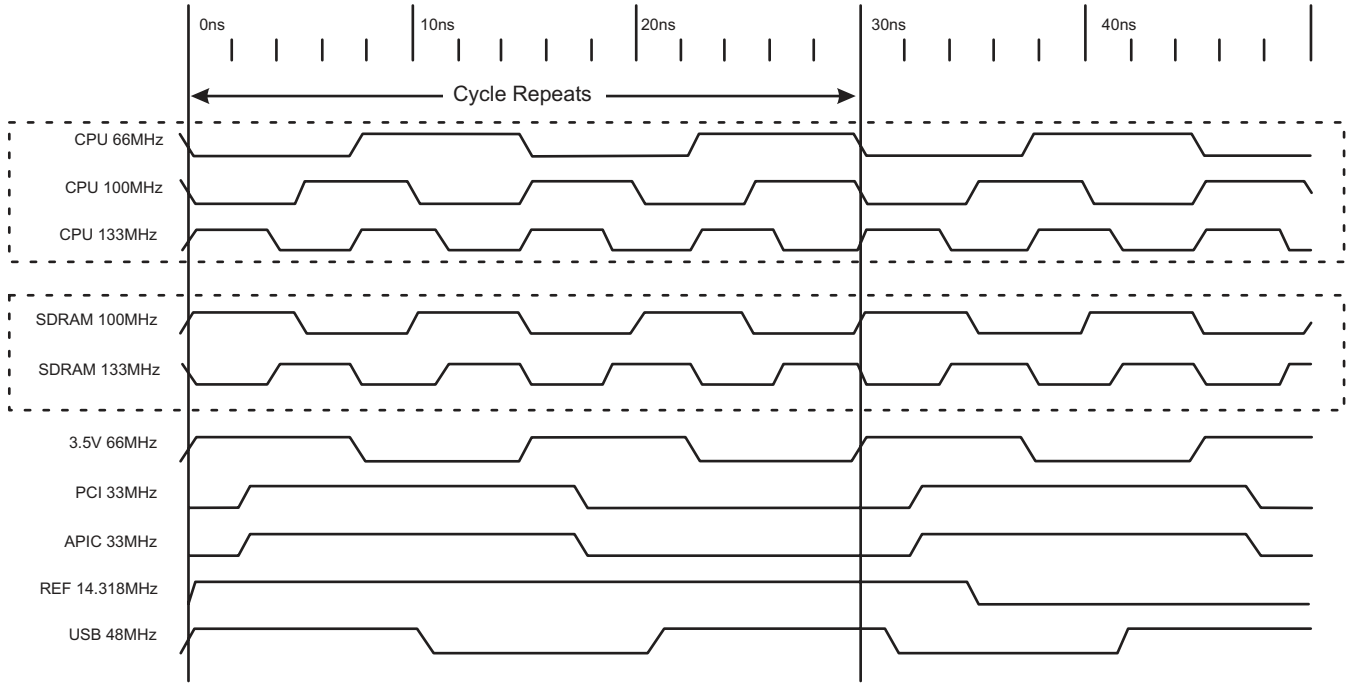 0ns 10ns 20ns 30ns 40ns
Cycle Repeats
CPU 66MHz
CPU 100MHz
CPU 133MHz
SDRAM 100MHz
SDRAM 133MHz
3.5V 66MHz
PCI 33MHz
APIC 33MHz
REF 14.318MHz
USB 48MHz